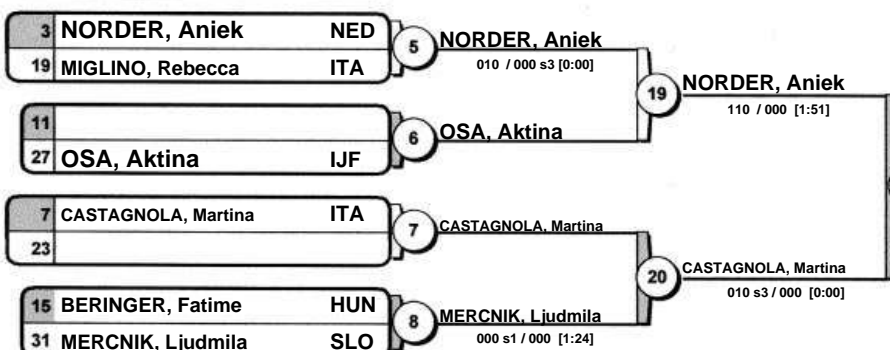 3 NORDER, Aniek NED
19 MIGLINO, Rebecca ITA
5
NORDER, Aniek
010 / 000 s3 [0:00]
11
27 OSA, Aktina IJF
6
OSA, Aktina
19
NORDER, Aniek
110 / 000 [1:51]
7 CASTAGNOLA, Martina ITA
23
7
CASTAGNOLA, Martina
15 BERINGER, Fatime HUN
31 MERCNIK, Ljudmila SLO
8
MERCNIK, Ljudmila
000 s1 / 000 [1:24]
20
CASTAGNOLA, Martina
010 s3 / 000 [0:00]